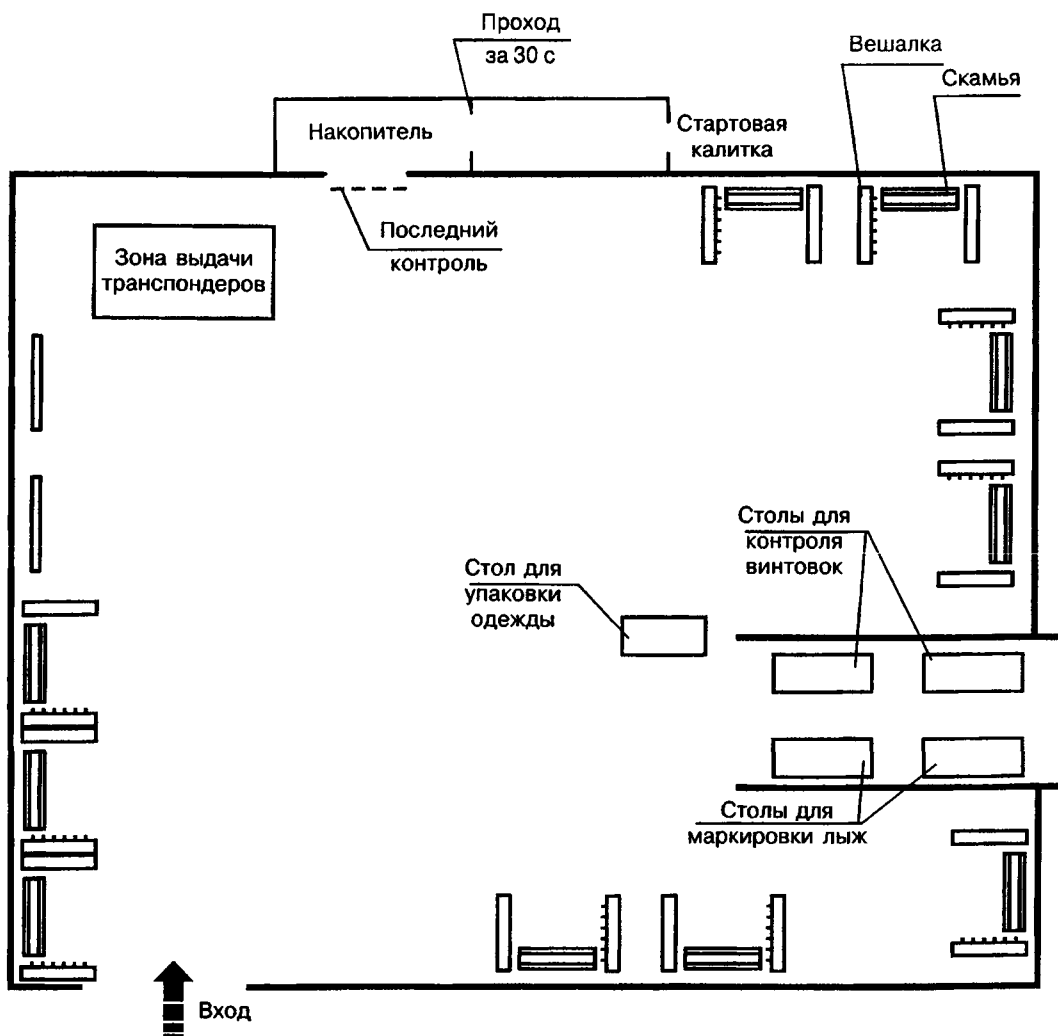 Проход
за 30 с
Вешалка
Скамья
Накопитель
Стартовая
калитка
Последний
контроль
Зона выдачи
транспондеров
Столы для
контроля
винтовок
Стол для
упаковки
одежды
Столы для
маркировки лыж
Вход